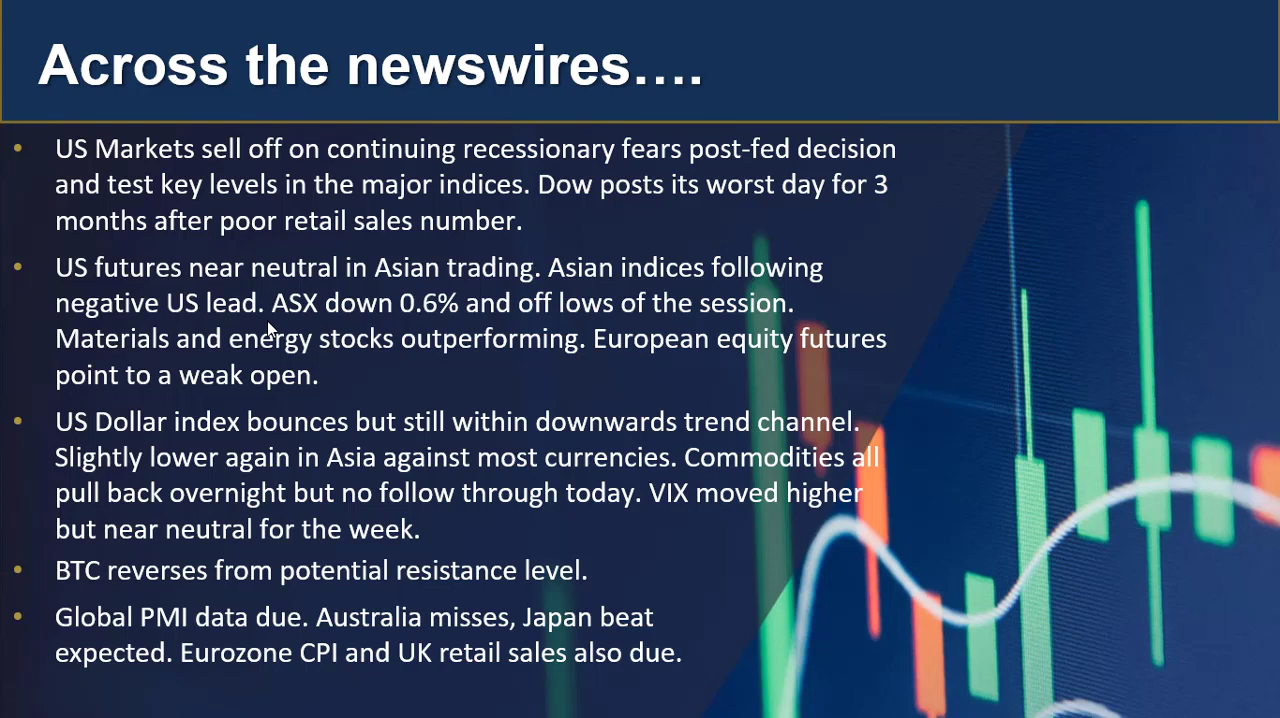 Across the newswires….
• US Markets sell off on continuing recessionary fears post-fed decision
and test key levels in the major indices. Dow posts its worst day for 3
months after poor retail sales number.
• US futures near neutral in Asian trading. Asian indices following
negative US lead. ASX down 0.6% and off lows of the session.
Materials and energy stocks outperforming. European equity futures
point to a weak open.
• US Dollar index bounces but still within downwards trend channel.
Slightly lower again in Asia against most currencies. Commodities all
pull back overnight but no follow through today. VIX moved higher
but near neutral for the week.
• BTC reverses from potential resistance level.
• Global PMI data due. Australia misses, Japan beat
expected. Eurozone CPI and UK retail sales also due.